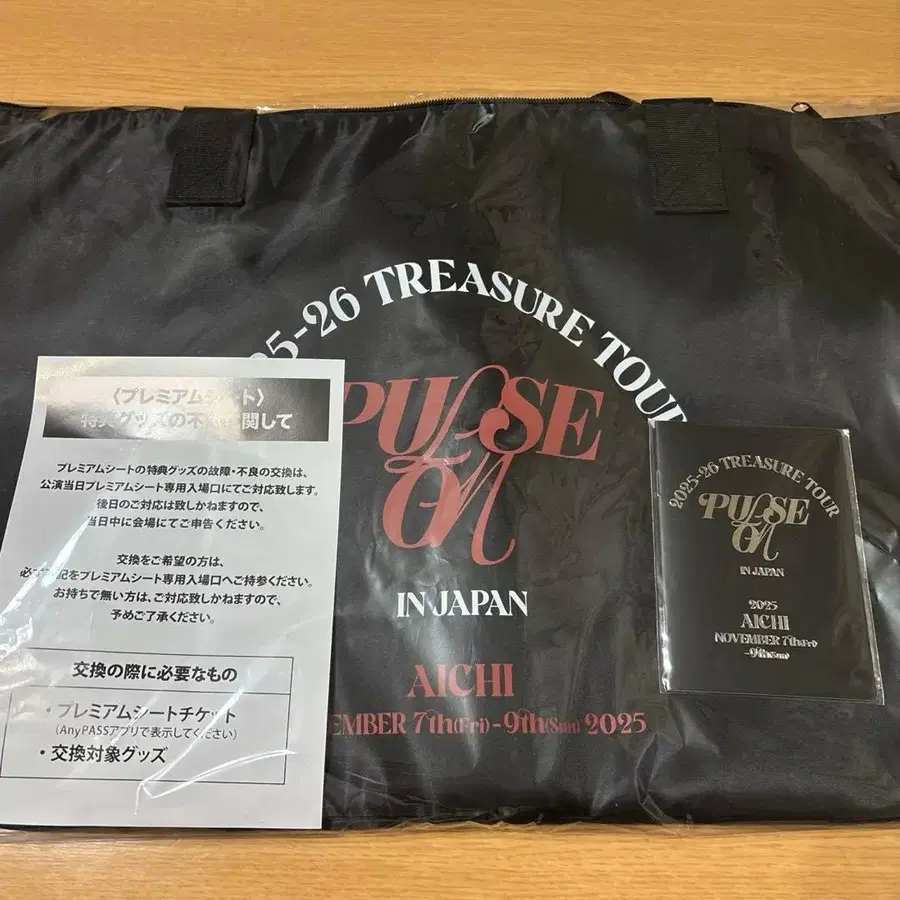 25-26 TREASURE TOUR
PULSE
ON
IN JAPAN
AICHI
EMBER 7th(Fri)-9th(Sun) 2025
〈プレミアムシート〉
特典グッズの不良に関して
プレミアムシートの特典グッズの故障・不良の交換は、
公演当日プレミアムシート専用入場口にてご対応致します。
後日のご対応は致しかねますので、
当日中に会場にてご申告ください。
交換をご希望の方は、
必ず下記をプレミアムシート専用入場口へご持参ください。
お持ちで無い方は、ご対応致しかねますので、
予めご了承ください。
交換の際に必要なもの
・プレミアムシートチケット
(AnyPASSアプリで表示してください)
・交換対象グッズ
2025-26 TREASURE TOUR
PULSE
ON
IN JAPAN
2025
AICHI
NOVEMBER 7th(Fri)
-9th(Sun)